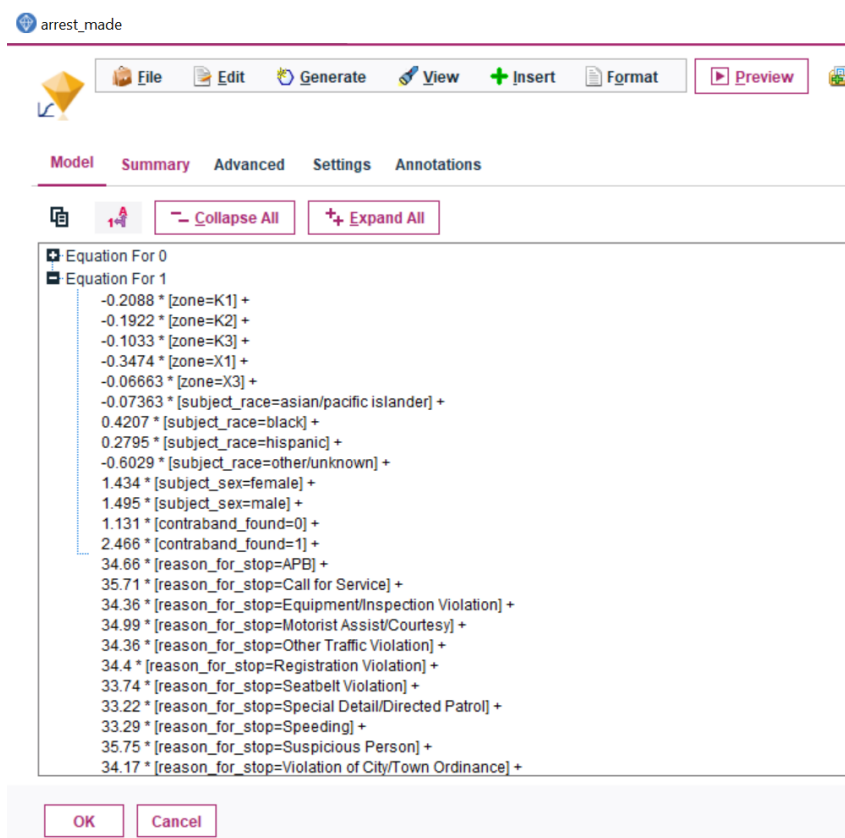 arrest_made
File Edit Generate View Insert Format Preview
Model Summary Advanced Settings Annotations
Collapse All Expand All
Equation For 0
Equation For 1
-0.2088 * [zone=K1] +
-0.1922 * [zone=K2] +
-0.1033 * [zone=K3] +
-0.3474 * [zone=X1] +
-0.06663 * [zone=X3] +
-0.07363 * [subject_race=asian/pacific islander] +
0.4207 * [subject_race=black] +
0.2795 * [subject_race=hispanic] +
-0.6029 * [subject_race=other/unknown] +
1.434 * [subject_sex=female] +
1.495 * [subject_sex=male] +
1.131 * [contraband_found=0] +
2.466 * [contraband_found=1] +
34.66 * [reason_for_stop=APB] +
35.71 * [reason_for_stop=Call for Service] +
34.36 * [reason_for_stop=Equipment/Inspection Violation] +
34.99 * [reason_for_stop=Motorist Assist/Courtesy] +
34.36 * [reason_for_stop=Other Traffic Violation] +
34.4 * [reason_for_stop=Registration Violation] +
33.74 * [reason_for_stop=Seatbelt Violation] +
33.22 * [reason_for_stop=Special Detail/Directed Patrol] +
33.29 * [reason_for_stop=Speeding] +
35.75 * [reason_for_stop=Suspicious Person] +
34.17 * [reason_for_stop=Violation of City/Town Ordinance] +
OK Cancel